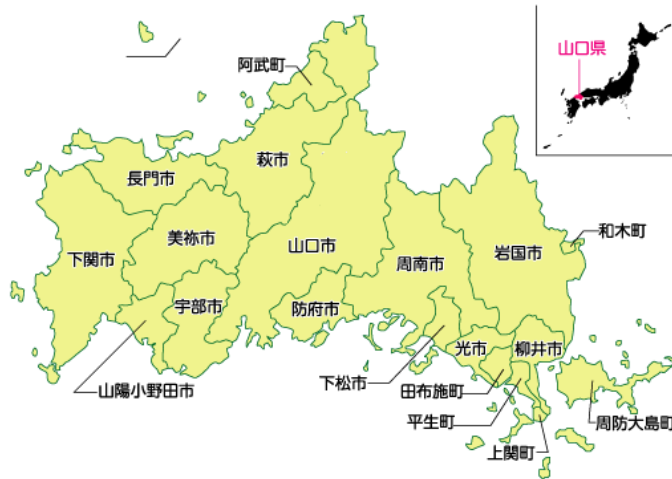 山口県
阿武町
萩市
長門市
和木町
美祢市
山口市
岩国市
下関市
周南市
宇部市
防府市
光市
柳井市
下松市
山陽小野田市
田布施町
平生町
周防大島町
上関町